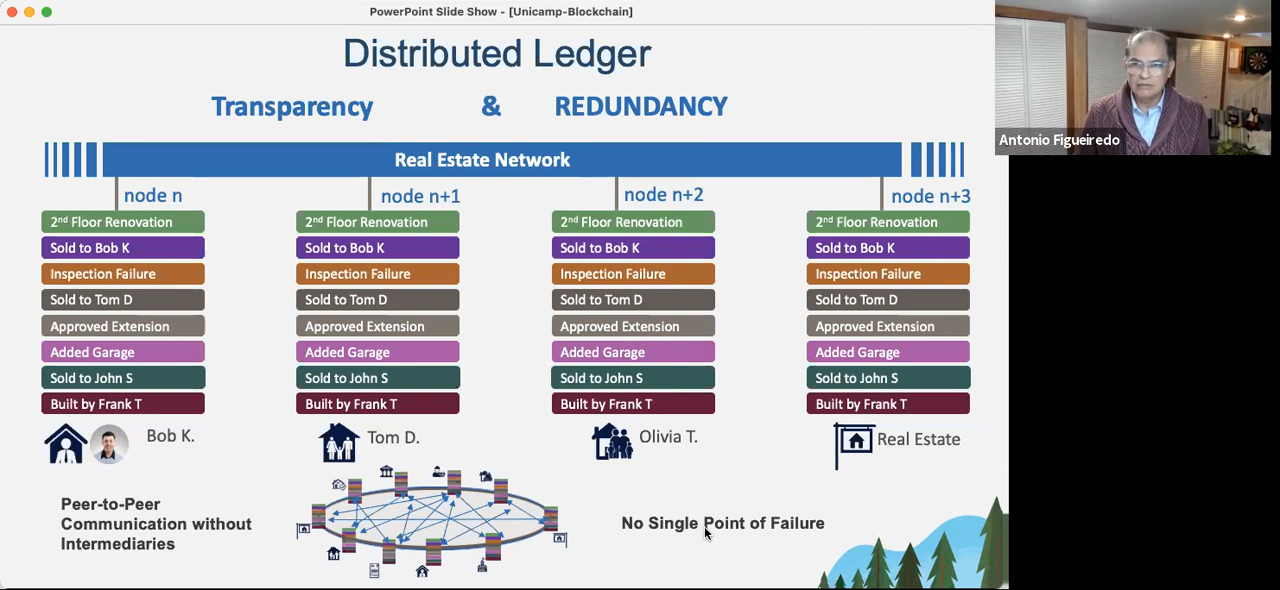 PowerPoint Slide Show - [Unicamp-Blockchain]
Distributed Ledger
Transparency & REDUNDANCY
Real Estate Network
node n
2nd Floor Renovation
Sold to Bob K
Inspection Failure
Sold to Tom D
Approved Extension
Added Garage
Sold to John S
Built by Frank T
Bob K.
node n+1
2nd Floor Renovation
Sold to Bob K
Inspection Failure
Sold to Tom D
Approved Extension
Added Garage
Sold to John S
Built by Frank T
Tom D.
node n+2
2nd Floor Renovation
Sold to Bob K
Inspection Failure
Sold to Tom D
Approved Extension
Added Garage
Sold to John S
Built by Frank T
Olivia T.
node n+3
2nd Floor Renovation
Sold to Bob K
Inspection Failure
Sold to Tom D
Approved Extension
Added Garage
Sold to John S
Built by Frank T
Real Estate
Peer-to-Peer
Communication without
Intermediaries
No Single Point of Failure
Antonio Figueiredo